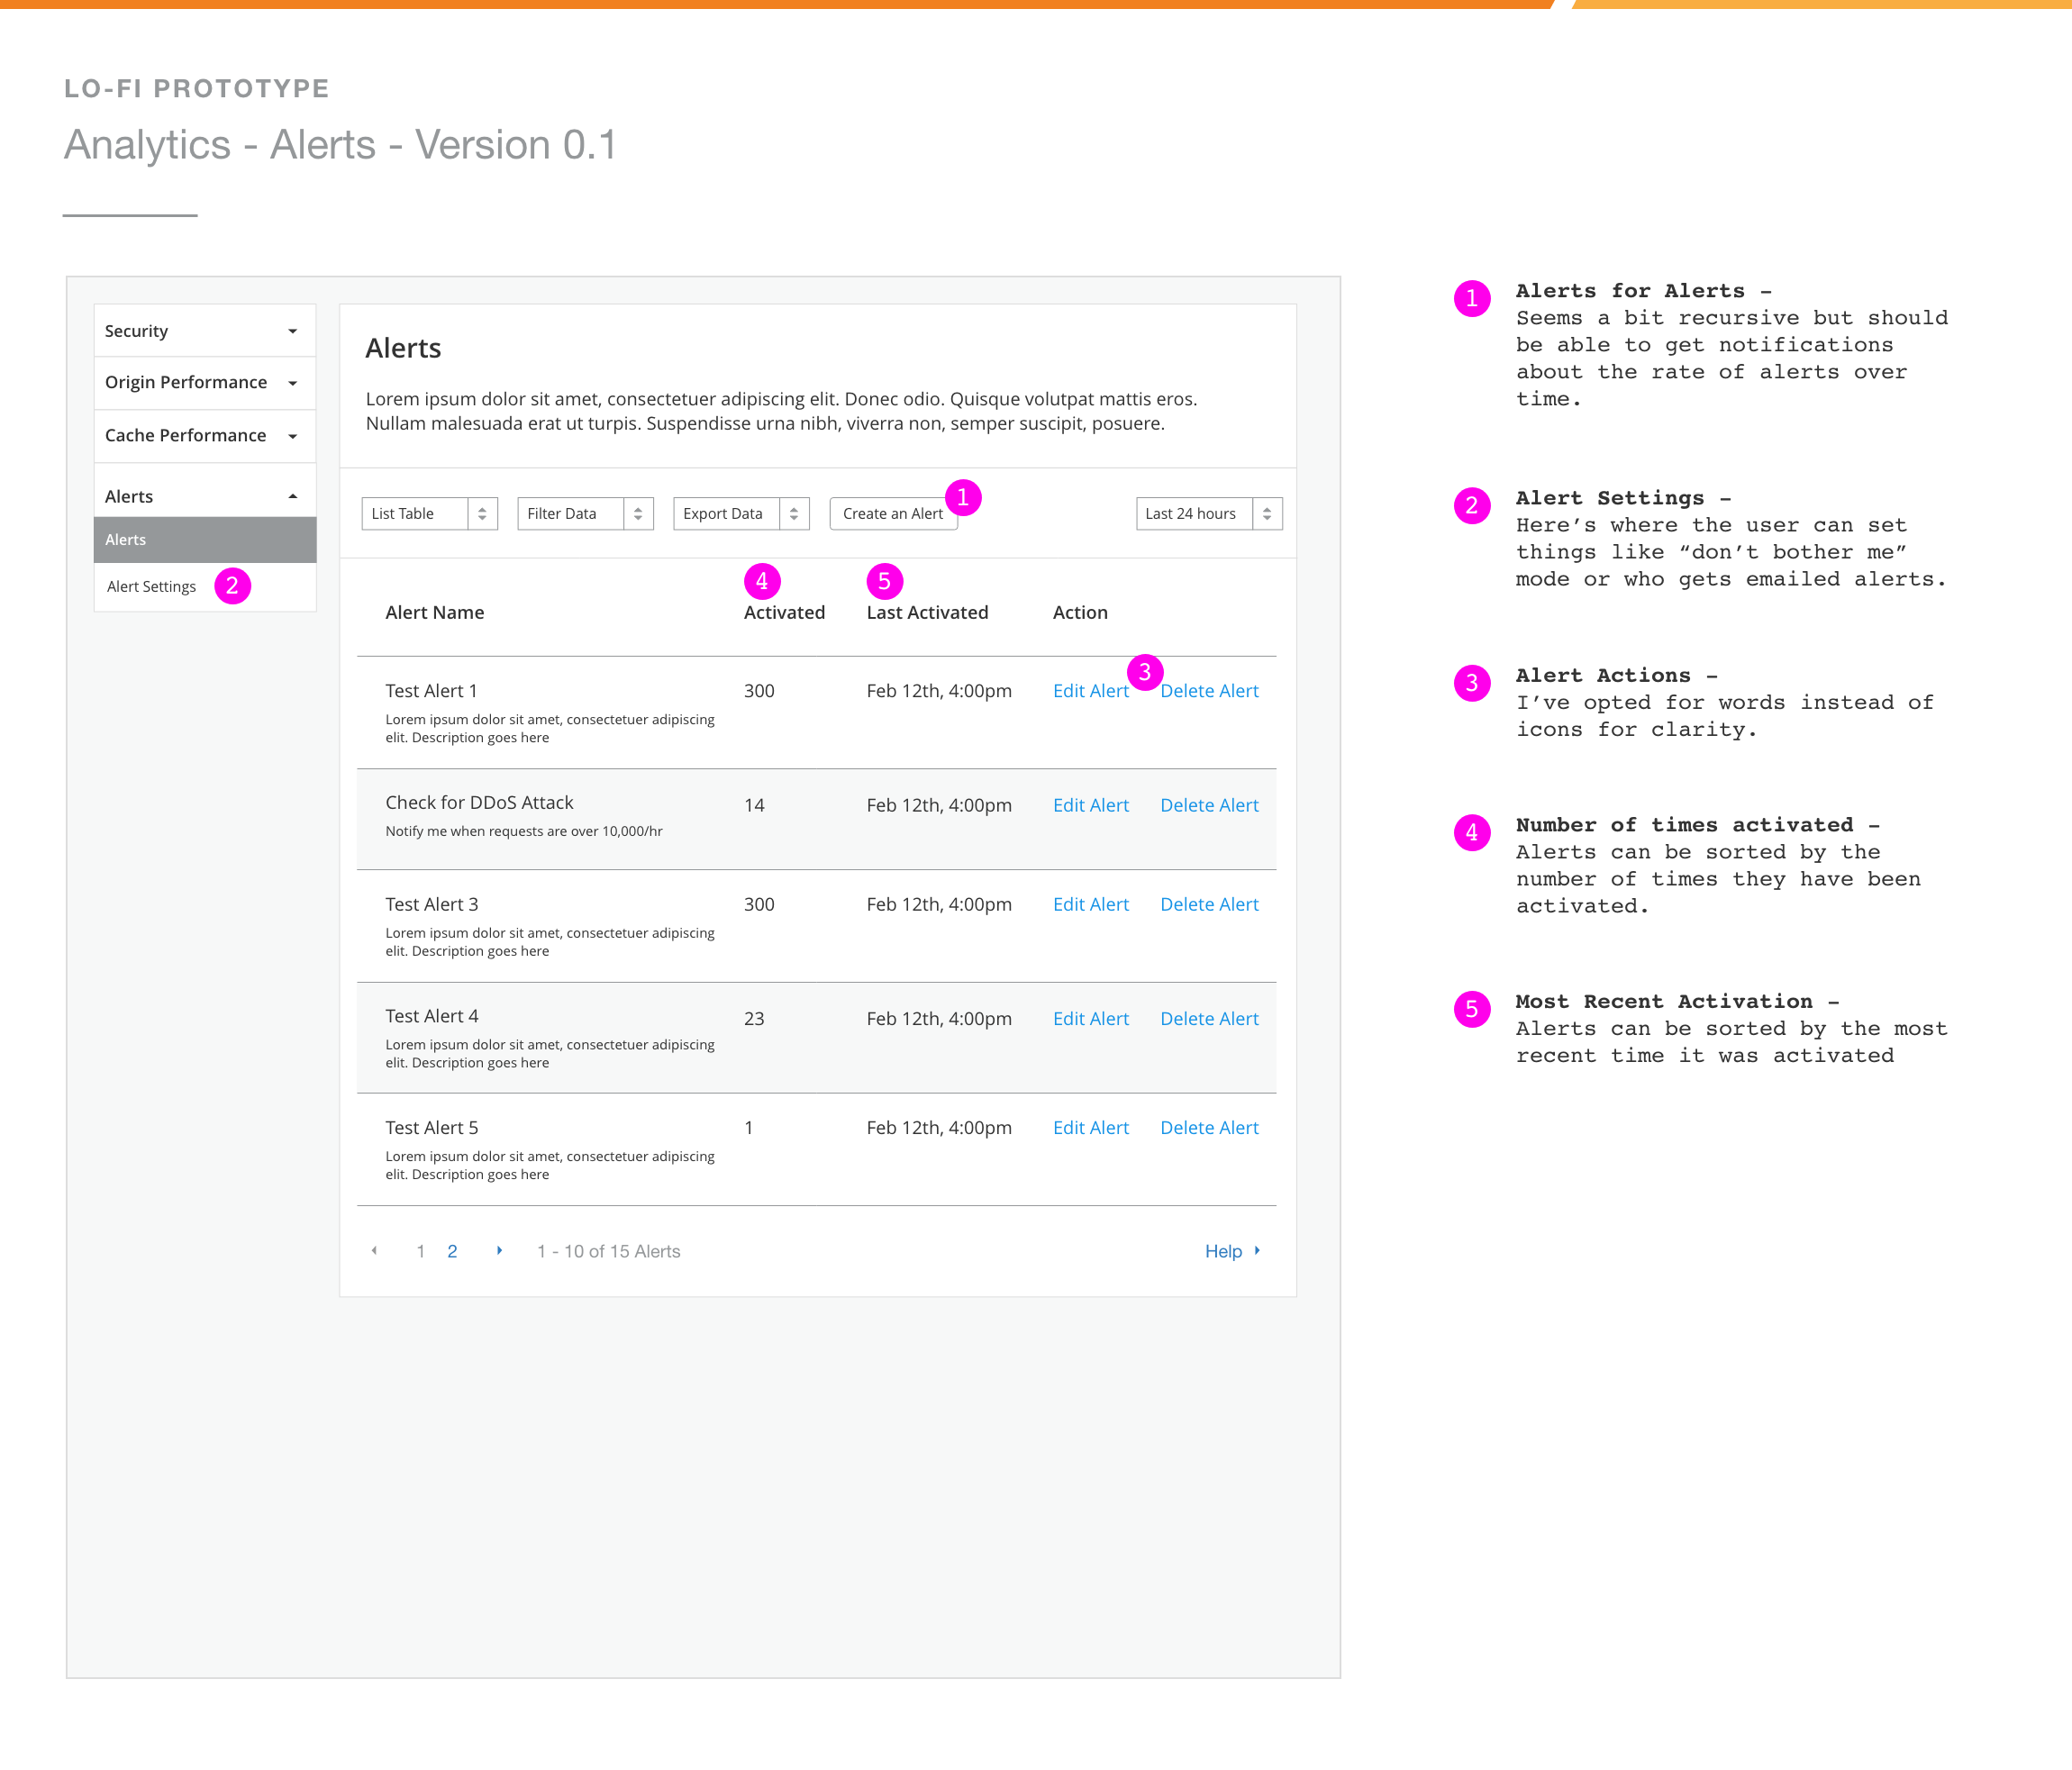 LO-FI PROTOTYPE
Analytics - Alerts - Version 0.1
Security
Origin Performance
Cache Performance
Alerts
Alerts
Alert Settings 2
Alerts
Lorem ipsum dolor sit amet, consectetuer adipiscing elit. Donec odio. Quisque volutpat mattis eros.
Nullam malesuada erat ut turpis. Suspendisse urna nibh, viverra non, semper suscipit, posuere.
List Table Filter Data Export Data Create an Alert 1 Last 24 hours
4 5
Alert Name Activated Last Activated Action
3
Test Alert 1 300 Feb 12th, 4:00pm Edit Alert Delete Alert
Lorem ipsum dolor sit amet, consectetuer adipiscing
elit. Description goes here
Check for DDoS Attack 14 Feb 12th, 4:00pm Edit Alert Delete Alert
Notify me when requests are over 10,000/hr
Test Alert 3 300 Feb 12th, 4:00pm Edit Alert Delete Alert
Lorem ipsum dolor sit amet, consectetuer adipiscing
elit. Description goes here
Test Alert 4 23 Feb 12th, 4:00pm Edit Alert Delete Alert
Lorem ipsum dolor sit amet, consectetuer adipiscing
elit. Description goes here
Test Alert 5 1 Feb 12th, 4:00pm Edit Alert Delete Alert
Lorem ipsum dolor sit amet, consectetuer adipiscing
elit. Description goes here
1 2 1 - 10 of 15 Alerts Help
1 Alerts for Alerts –
Seems a bit recursive but should
be able to get notifications
about the rate of alerts over
time.
2 Alert Settings –
Here’s where the user can set
things like “don’t bother me”
mode or who gets emailed alerts.
3 Alert Actions –
I’ve opted for words instead of
icons for clarity.
4 Number of times activated –
Alerts can be sorted by the
number of times they have been
activated.
5 Most Recent Activation –
Alerts can be sorted by the most
recent time it was activated